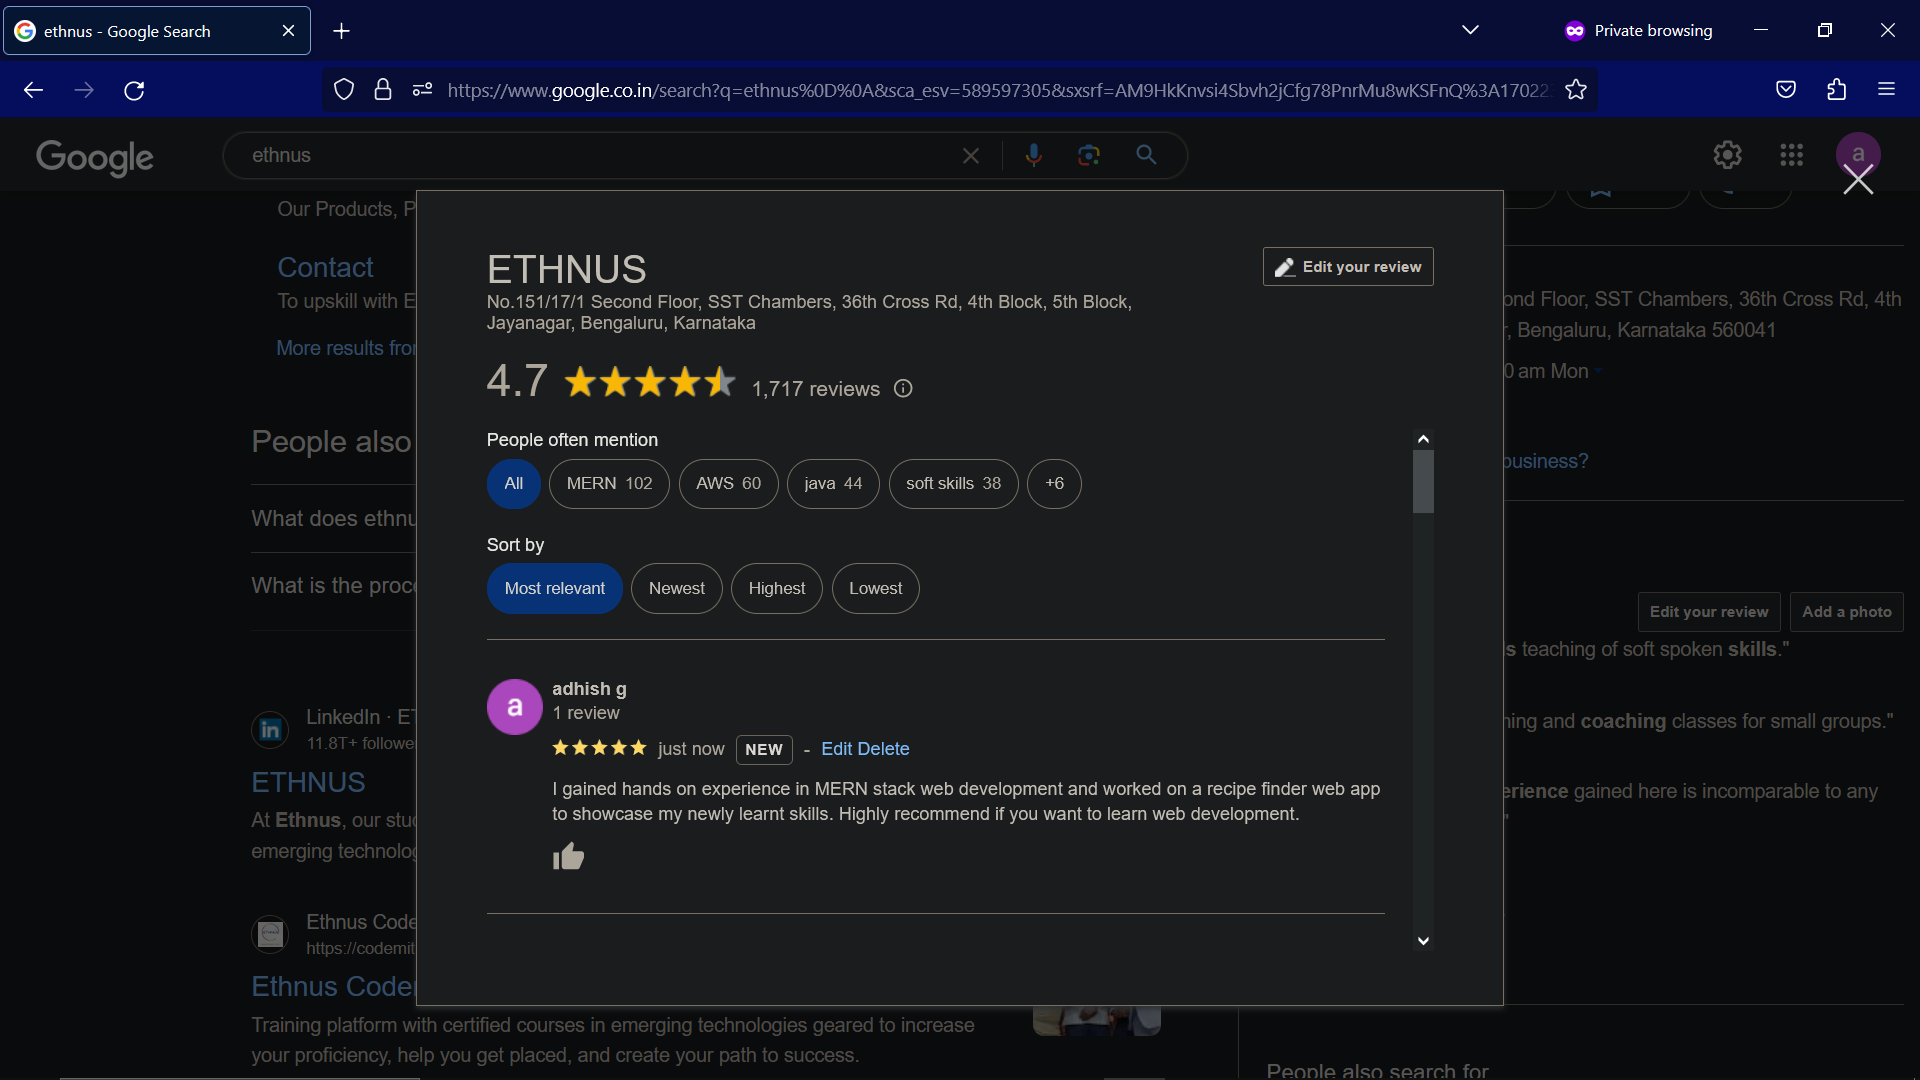 ethnus - Google Search
Private browsing
https://www.google.co.in/search?q=ethnus%0D%0A&sca_esv=589597305&sxsrf=AM9HkKnvsi4Sbvh2jCfg78PnrMu8wKSFnQ%3A17022
Google
ethnus
a
Our Products, P
Contact
To upskill with E
More results fro
People also
What does ethnu
What is the proc
LinkedIn · ET
11.8T+ followe
ETHNUS
At Ethnus, our stu
emerging technolog
Ethnus Code
https://codemit
Ethnus Coder
Training platform with certified courses in emerging technologies geared to increase
your proficiency, help you get placed, and create your path to success.
ETHNUS
Edit your review
No.151/17/1 Second Floor, SST Chambers, 36th Cross Rd, 4th Block, 5th Block,
Jayanagar, Bengaluru, Karnataka
4.7 1,717 reviews
People often mention
All MERN 102 AWS 60 java 44 soft skills 38 +6
Sort by
Most relevant Newest Highest Lowest
a
adhish g
1 review
just now NEW - Edit Delete
I gained hands on experience in MERN stack web development and worked on a recipe finder web app
to showcase my newly learnt skills. Highly recommend if you want to learn web development.
ond Floor, SST Chambers, 36th Cross Rd, 4th
, Bengaluru, Karnataka 560041
0 am Mon
business?
Edit your review Add a photo
s teaching of soft spoken skills."
ning and coaching classes for small groups."
erience gained here is incomparable to any
"
People also search for